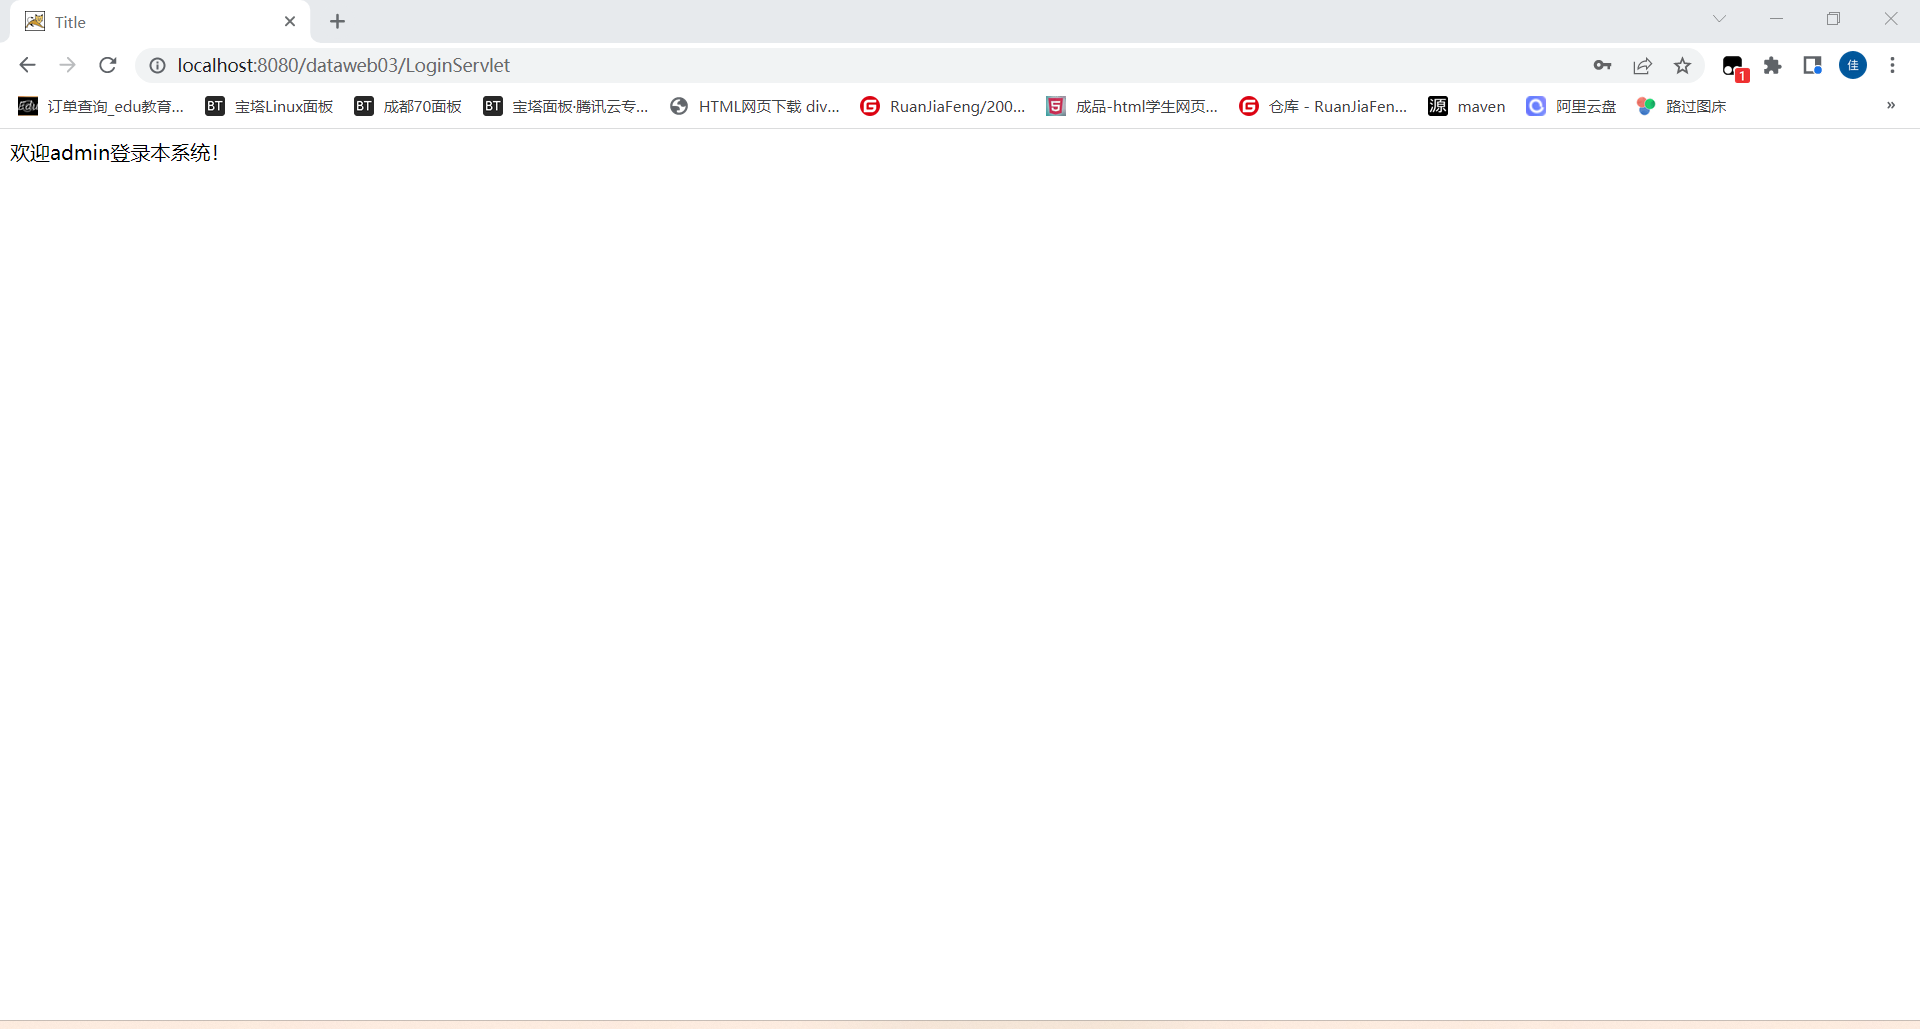 Title
localhost:8080/dataweb03/LoginServlet
1
佳
Edu 订单查询_edu教育...
BT 宝塔Linux面板
BT 成都70面板
BT 宝塔面板·腾讯云专...
HTML网页下载 div...
G RuanJiaFeng/200...
5 成品-html学生网页...
G 仓库 - RuanJiaFen...
源 maven
阿里云盘
路过图床
»
欢迎admin登录本系统！